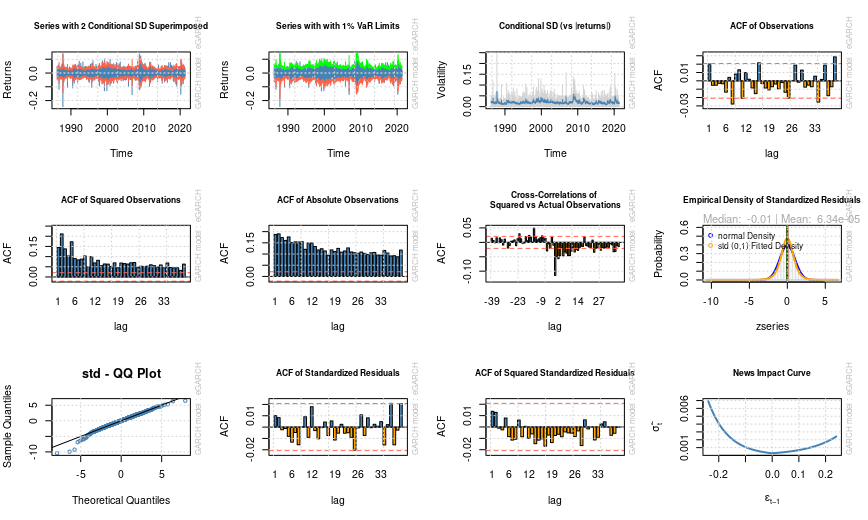 Series with 2 Conditional SD Superimposed
Returns
0.0
-0.2
1990
2000
2010
2020
Time
GARCH model : eGARCH
Series with with 1% VaR Limits
Returns
0.0
-0.2
1990
2000
2010
2020
Time
GARCH model : eGARCH
Conditional SD (vs |returns|)
Volatility
0.15
0.00
1990
2000
2010
2020
Time
GARCH model : eGARCH
ACF of Observations
ACF
0.01
-0.03
1
6
12
19
26
33
lag
GARCH model : eGARCH
ACF of Squared Observations
ACF
0.15
0.00
1
6
12
19
26
33
lag
GARCH model : eGARCH
ACF of Absolute Observations
ACF
0.15
0.00
1
6
12
19
26
33
lag
GARCH model : eGARCH
Cross-Correlations of
Squared vs Actual Observations
ACF
0.05
-0.10
-39
-23
-9
2
14
27
lag
GARCH model : eGARCH
Empirical Density of Standardized Residuals
Median: -0.01 | Mean: 6.34e-05
normal Density
std (0,1) Fitted Density
Probability
0.6
0.3
0.0
-10
-5
0
5
zseries
GARCH model : eGARCH
std - QQ Plot
Sample Quantiles
5
0
-10
-5
0
5
Theoretical Quantiles
GARCH model : eGARCH
ACF of Standardized Residuals
ACF
0.01
-0.02
1
6
12
19
26
33
lag
GARCH model : eGARCH
ACF of Squared Standardized Residuals
ACF
0.01
-0.02
1
6
12
19
26
33
lag
GARCH model : eGARCH
News Impact Curve
0.006
0.001
-0.2
0.0
0.1
0.2
εt−1
GARCH model : eGARCH